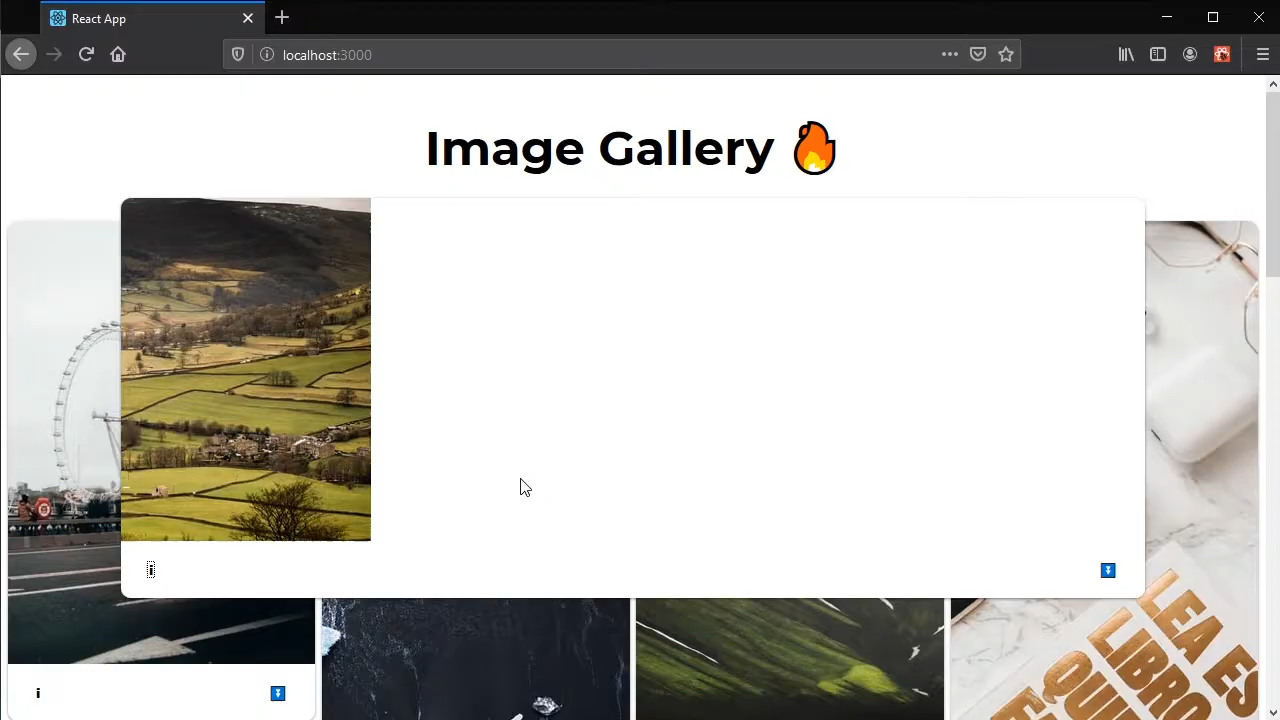 React App
localhost:3000
Image Gallery 🔥
i
i
LEA ES
LIBRO